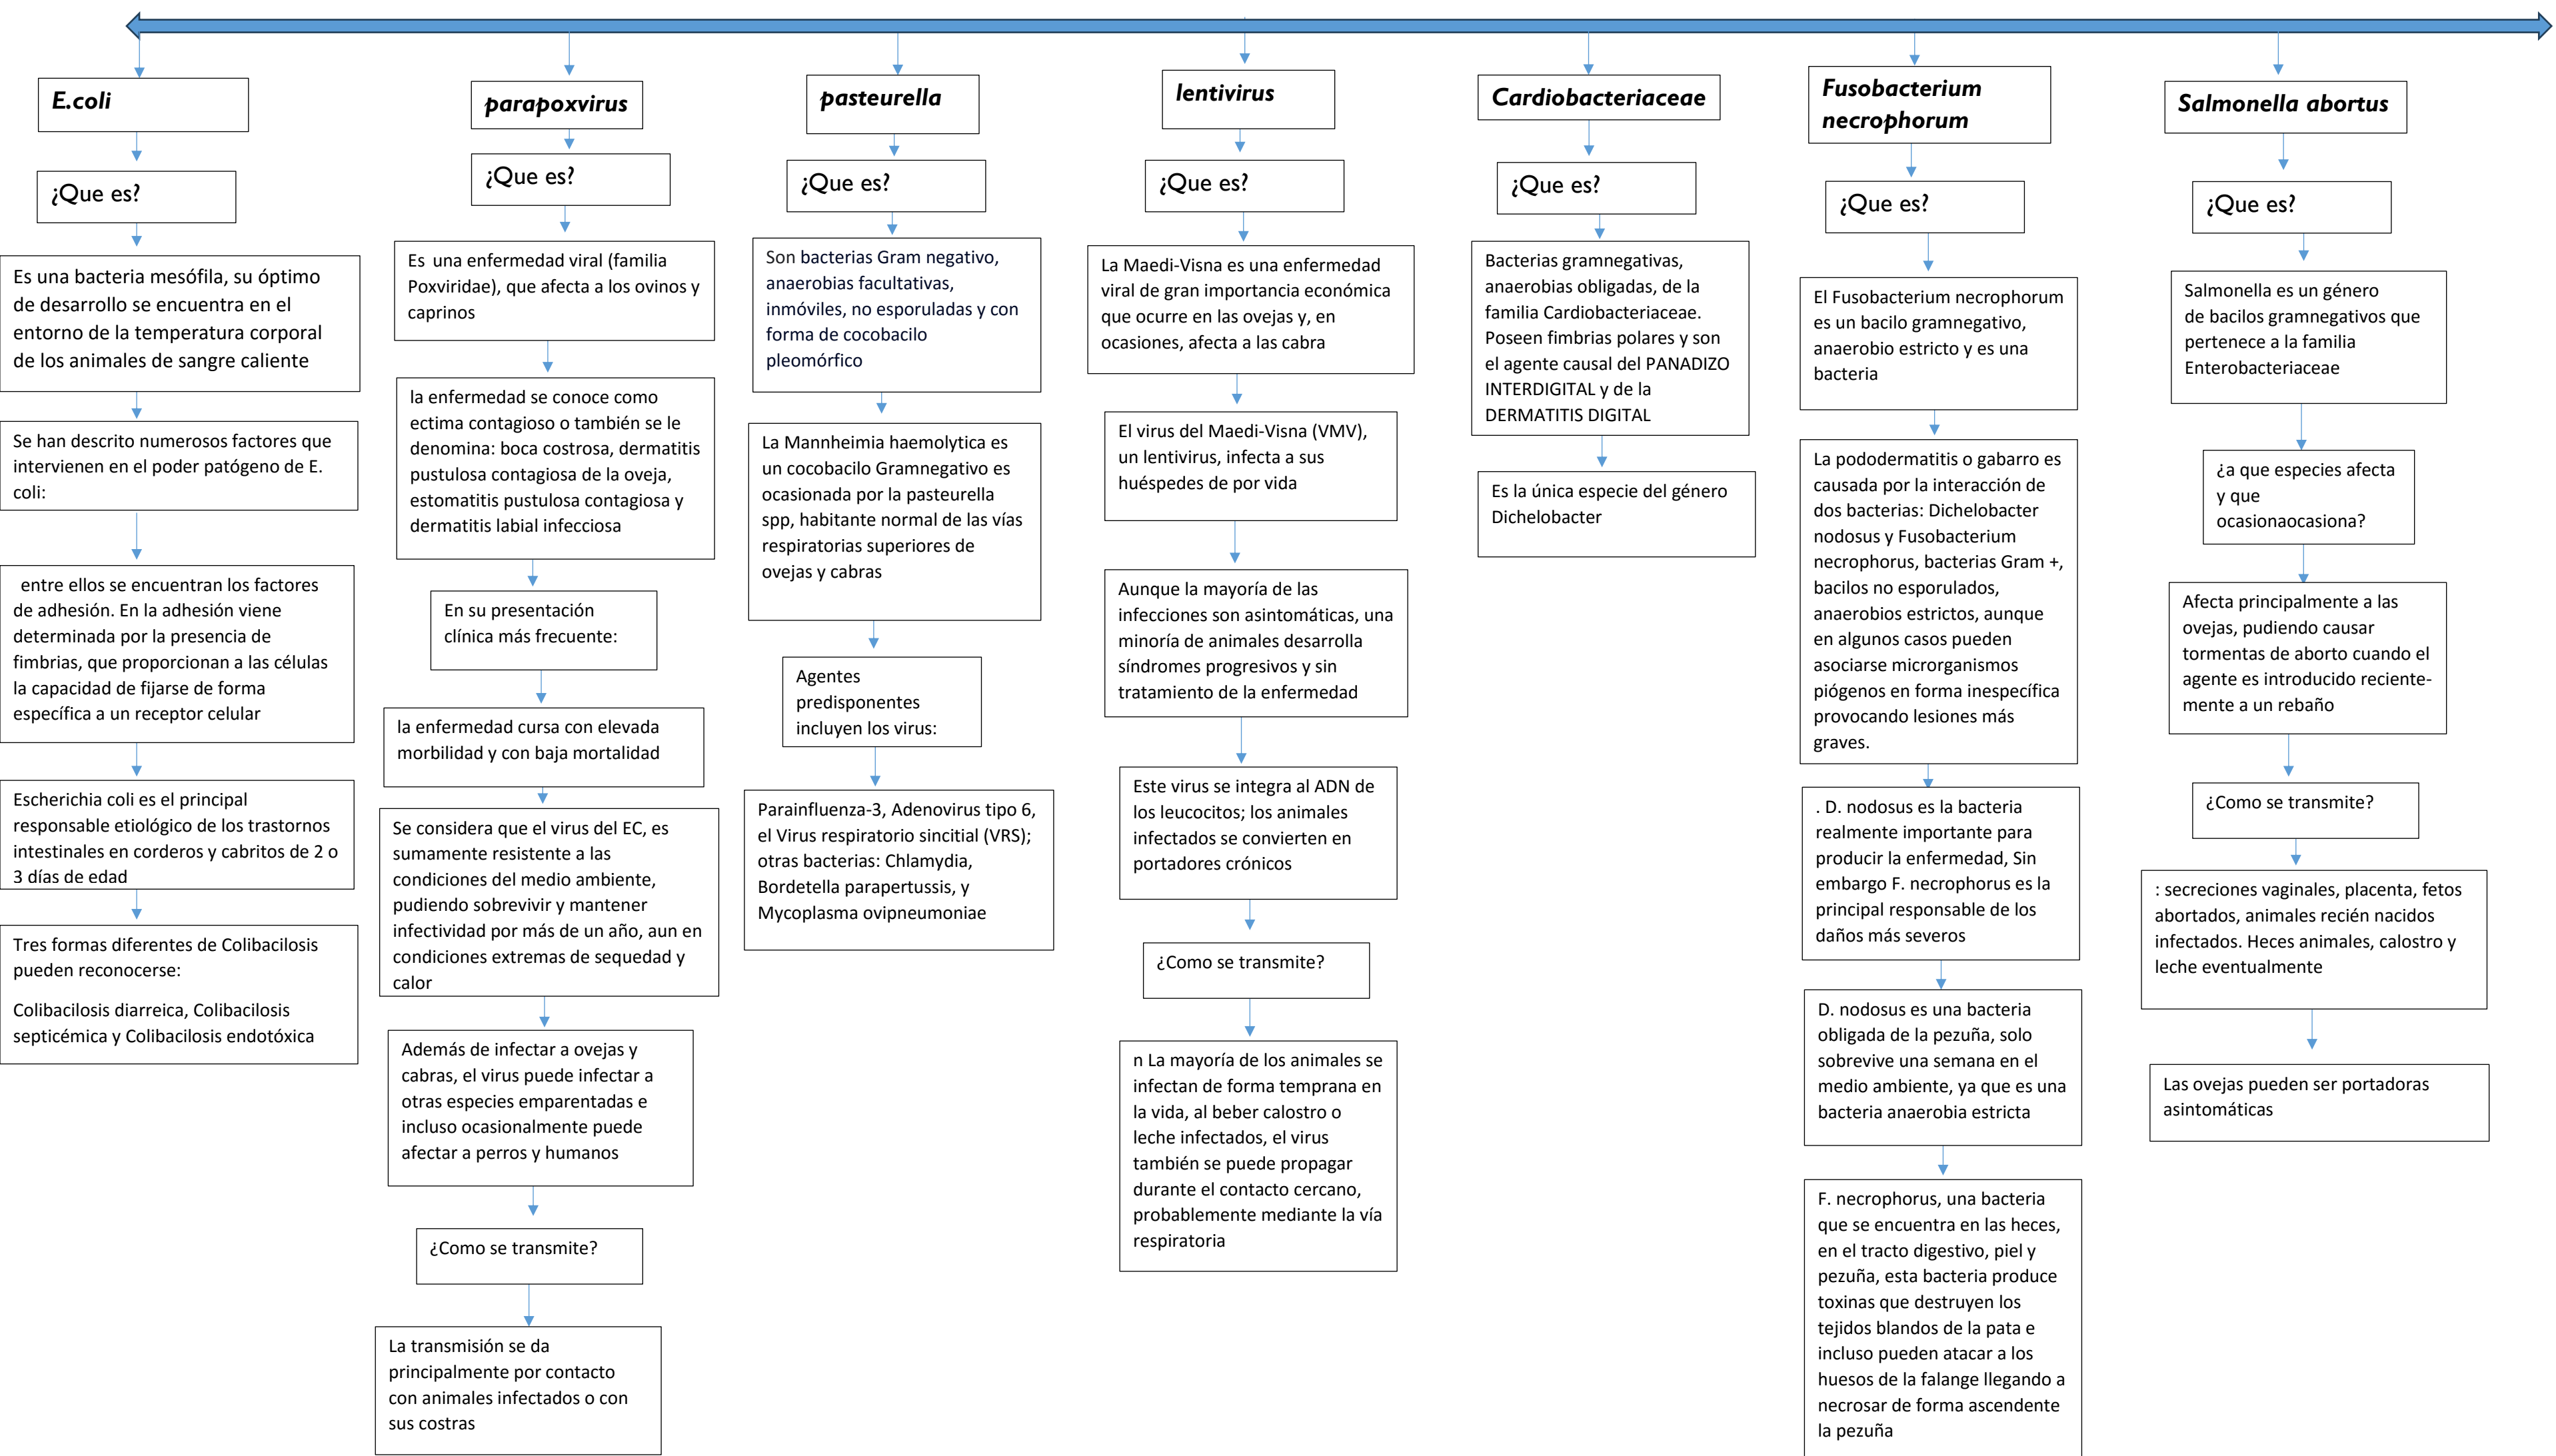 E.coli
¿Que es?
Es una bacteria mesófila, su óptimo
de desarrollo se encuentra en el
entorno de la temperatura corporal
de los animales de sangre caliente
Se han descrito numerosos factores que
intervienen en el poder patógeno de E.
coli:
entre ellos se encuentran los factores
de adhesión. En la adhesión viene
determinada por la presencia de
fimbrias, que proporcionan a las células
la capacidad de fijarse de forma
específica a un receptor celular
Escherichia coli es el principal
responsable etiológico de los trastornos
intestinales en corderos y cabritos de 2 o
3 días de edad
Tres formas diferentes de Colibacilosis
pueden reconocerse:
Colibacilosis diarreica, Colibacilosis
septicémica y Colibacilosis endotóxica
parapoxvirus
¿Que es?
Es una enfermedad viral (familia
Poxviridae), que afecta a los ovinos y
caprinos
la enfermedad se conoce como
ectima contagioso o también se le
denomina: boca costrosa, dermatitis
pustulosa contagiosa de la oveja,
estomatitis pustulosa contagiosa y
dermatitis labial infecciosa
En su presentación
clínica más frecuente:
la enfermedad cursa con elevada
morbilidad y con baja mortalidad
Se considera que el virus del EC, es
sumamente resistente a las
condiciones del medio ambiente,
pudiendo sobrevivir y mantener
infectividad por más de un año, aun en
condiciones extremas de sequedad y
calor
Además de infectar a ovejas y
cabras, el virus puede infectar a
otras especies emparentadas e
incluso ocasionalmente puede
afectar a perros y humanos
¿Como se transmite?
La transmisión se da
principalmente por contacto
con animales infectados o con
sus costras
pasteurella
¿Que es?
Son bacterias Gram negativo,
anaerobias facultativas,
inmóviles, no esporuladas y con
forma de cocobacilo
pleomórfico
La Mannheimia haemolytica es
un cocobacilo Gramnegativo es
ocasionada por la pasteurella
spp, habitante normal de las vías
respiratorias superiores de
ovejas y cabras
Agentes
predisponentes
incluyen los virus:
Parainfluenza-3, Adenovirus tipo 6,
el Virus respiratorio sincitial (VRS);
otras bacterias: Chlamydia,
Bordetella parapertussis, y
Mycoplasma ovipneumoniae
lentivirus
¿Que es?
La Maedi-Visna es una enfermedad
viral de gran importancia económica
que ocurre en las ovejas y, en
ocasiones, afecta a las cabra
El virus del Maedi-Visna (VMV),
un lentivirus, infecta a sus
huéspedes de por vida
Aunque la mayoría de las
infecciones son asintomáticas, una
minoría de animales desarrolla
síndromes progresivos y sin
tratamiento de la enfermedad
Este virus se integra al ADN de
los leucocitos; los animales
infectados se convierten en
portadores crónicos
¿Como se transmite?
n La mayoría de los animales se
infectan de forma temprana en
la vida, al beber calostro o
leche infectados, el virus
también se puede propagar
durante el contacto cercano,
probablemente mediante la vía
respiratoria
Cardiobacteriaceae
¿Que es?
Bacterias gramnegativas,
anaerobias obligadas, de la
familia Cardiobacteriaceae.
Poseen fimbrias polares y son
el agente causal del PANADIZO
INTERDIGITAL y de la
DERMATITIS DIGITAL
Es la única especie del género
Dichelobacter
Fusobacterium
necrophorum
¿Que es?
El Fusobacterium necrophorum
es un bacilo gramnegativo,
anaerobio estricto y es una
bacteria
La pododermatitis o gabarro es
causada por la interacción de
dos bacterias: Dichelobacter
nodosus y Fusobacterium
necrophorus, bacterias Gram +,
bacilos no esporulados,
anaerobios estrictos, aunque
en algunos casos pueden
asociarse microrganismos
piógenos en forma inespecífica
provocando lesiones más
graves.
. D. nodosus es la bacteria
realmente importante para
producir la enfermedad, Sin
embargo F. necrophorus es la
principal responsable de los
daños más severos
D. nodosus es una bacteria
obligada de la pezuña, solo
sobrevive una semana en el
medio ambiente, ya que es una
bacteria anaerobia estricta
F. necrophorus, una bacteria
que se encuentra en las heces,
en el tracto digestivo, piel y
pezuña, esta bacteria produce
toxinas que destruyen los
tejidos blandos de la pata e
incluso pueden atacar a los
huesos de la falange llegando a
necrosar de forma ascendente
la pezuña
Salmonella abortus
¿Que es?
Salmonella es un género
de bacilos gramnegativos que
pertenece a la familia
Enterobacteriaceae
¿a que especies afecta
y que
ocasionaocasiona?
Afecta principalmente a las
ovejas, pudiendo causar
tormentas de aborto cuando el
agente es introducido reciente-
mente a un rebaño
¿Como se transmite?
: secreciones vaginales, placenta, fetos
abortados, animales recién nacidos
infectados. Heces animales, calostro y
leche eventualmente
Las ovejas pueden ser portadoras
asintomáticas